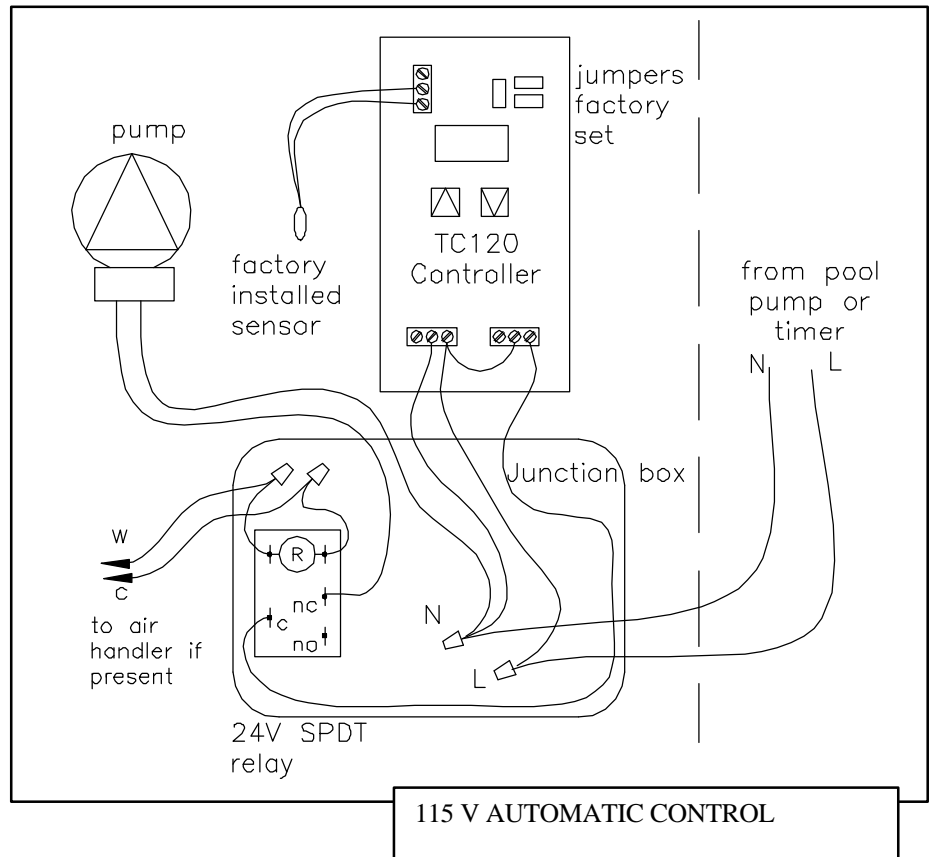 jumpers
factory
set
pump
TC120
Controller
factory
installed
sensor
from pool
pump or
timer
N L
Junction box
W
C
to air
handler if
present
R
nc
c
no
N
L
24V SPDT
relay
115 V AUTOMATIC CONTROL